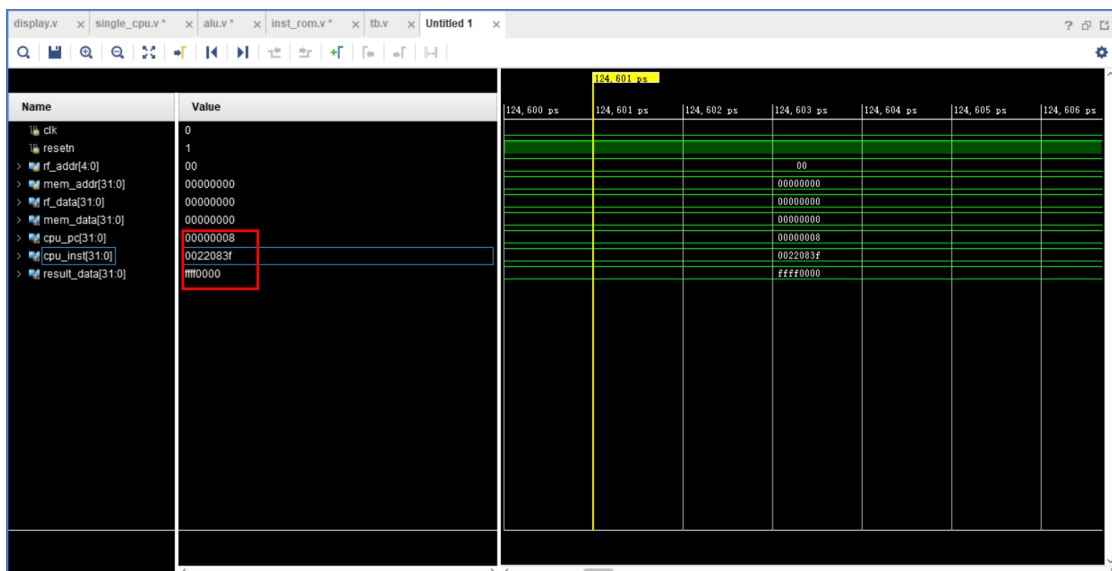 display.v × single_cpu.v * × alu.v * × inst_rom.v * × tb.v × Untitled 1 × ?
124,601 ps
Name Value 124,600 ps 124,601 ps 124,602 ps 124,603 ps 124,604 ps 124,605 ps 124,606 ps
clk 0
resetn 1
rf_addr[4:0] 00 00
mem_addr[31:0] 00000000 00000000
rf_data[31:0] 00000000 00000000
mem_data[31:0] 00000000 00000000
cpu_pc[31:0] 00000008 00000008
cpu_inst[31:0] 0022083f 0022083f
result_data[31:0] ffff0000 ffff0000